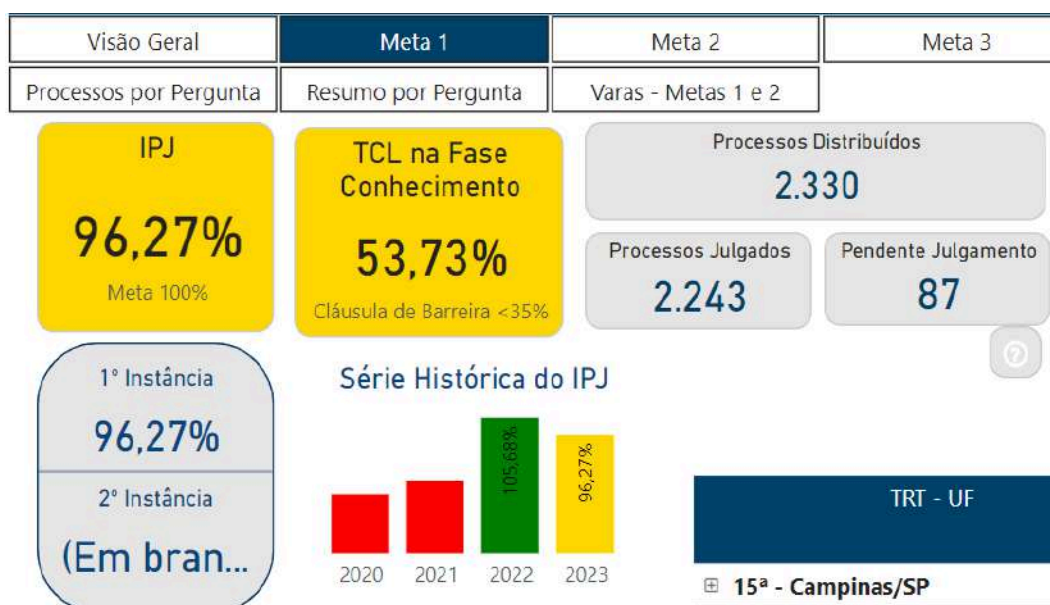 Visão Geral
Meta 1
Meta 2
Meta 3
Processos por Pergunta
Resumo por Pergunta
Varas - Metas 1 e 2
IPJ
96,27%
Meta 100%
TCL na Fase
Conhecimento
53,73%
Cláusula de Barreira <35%
Processos Distribuídos
2.330
Processos Julgados
2.243
Pendente Julgamento
87
1º Instância
96,27%
2º Instância
(Em bran...
Série Histórica do IPJ
105,68%
96,27%
2020
2021
2022
2023
TRT - UF
15ª - Campinas/SP